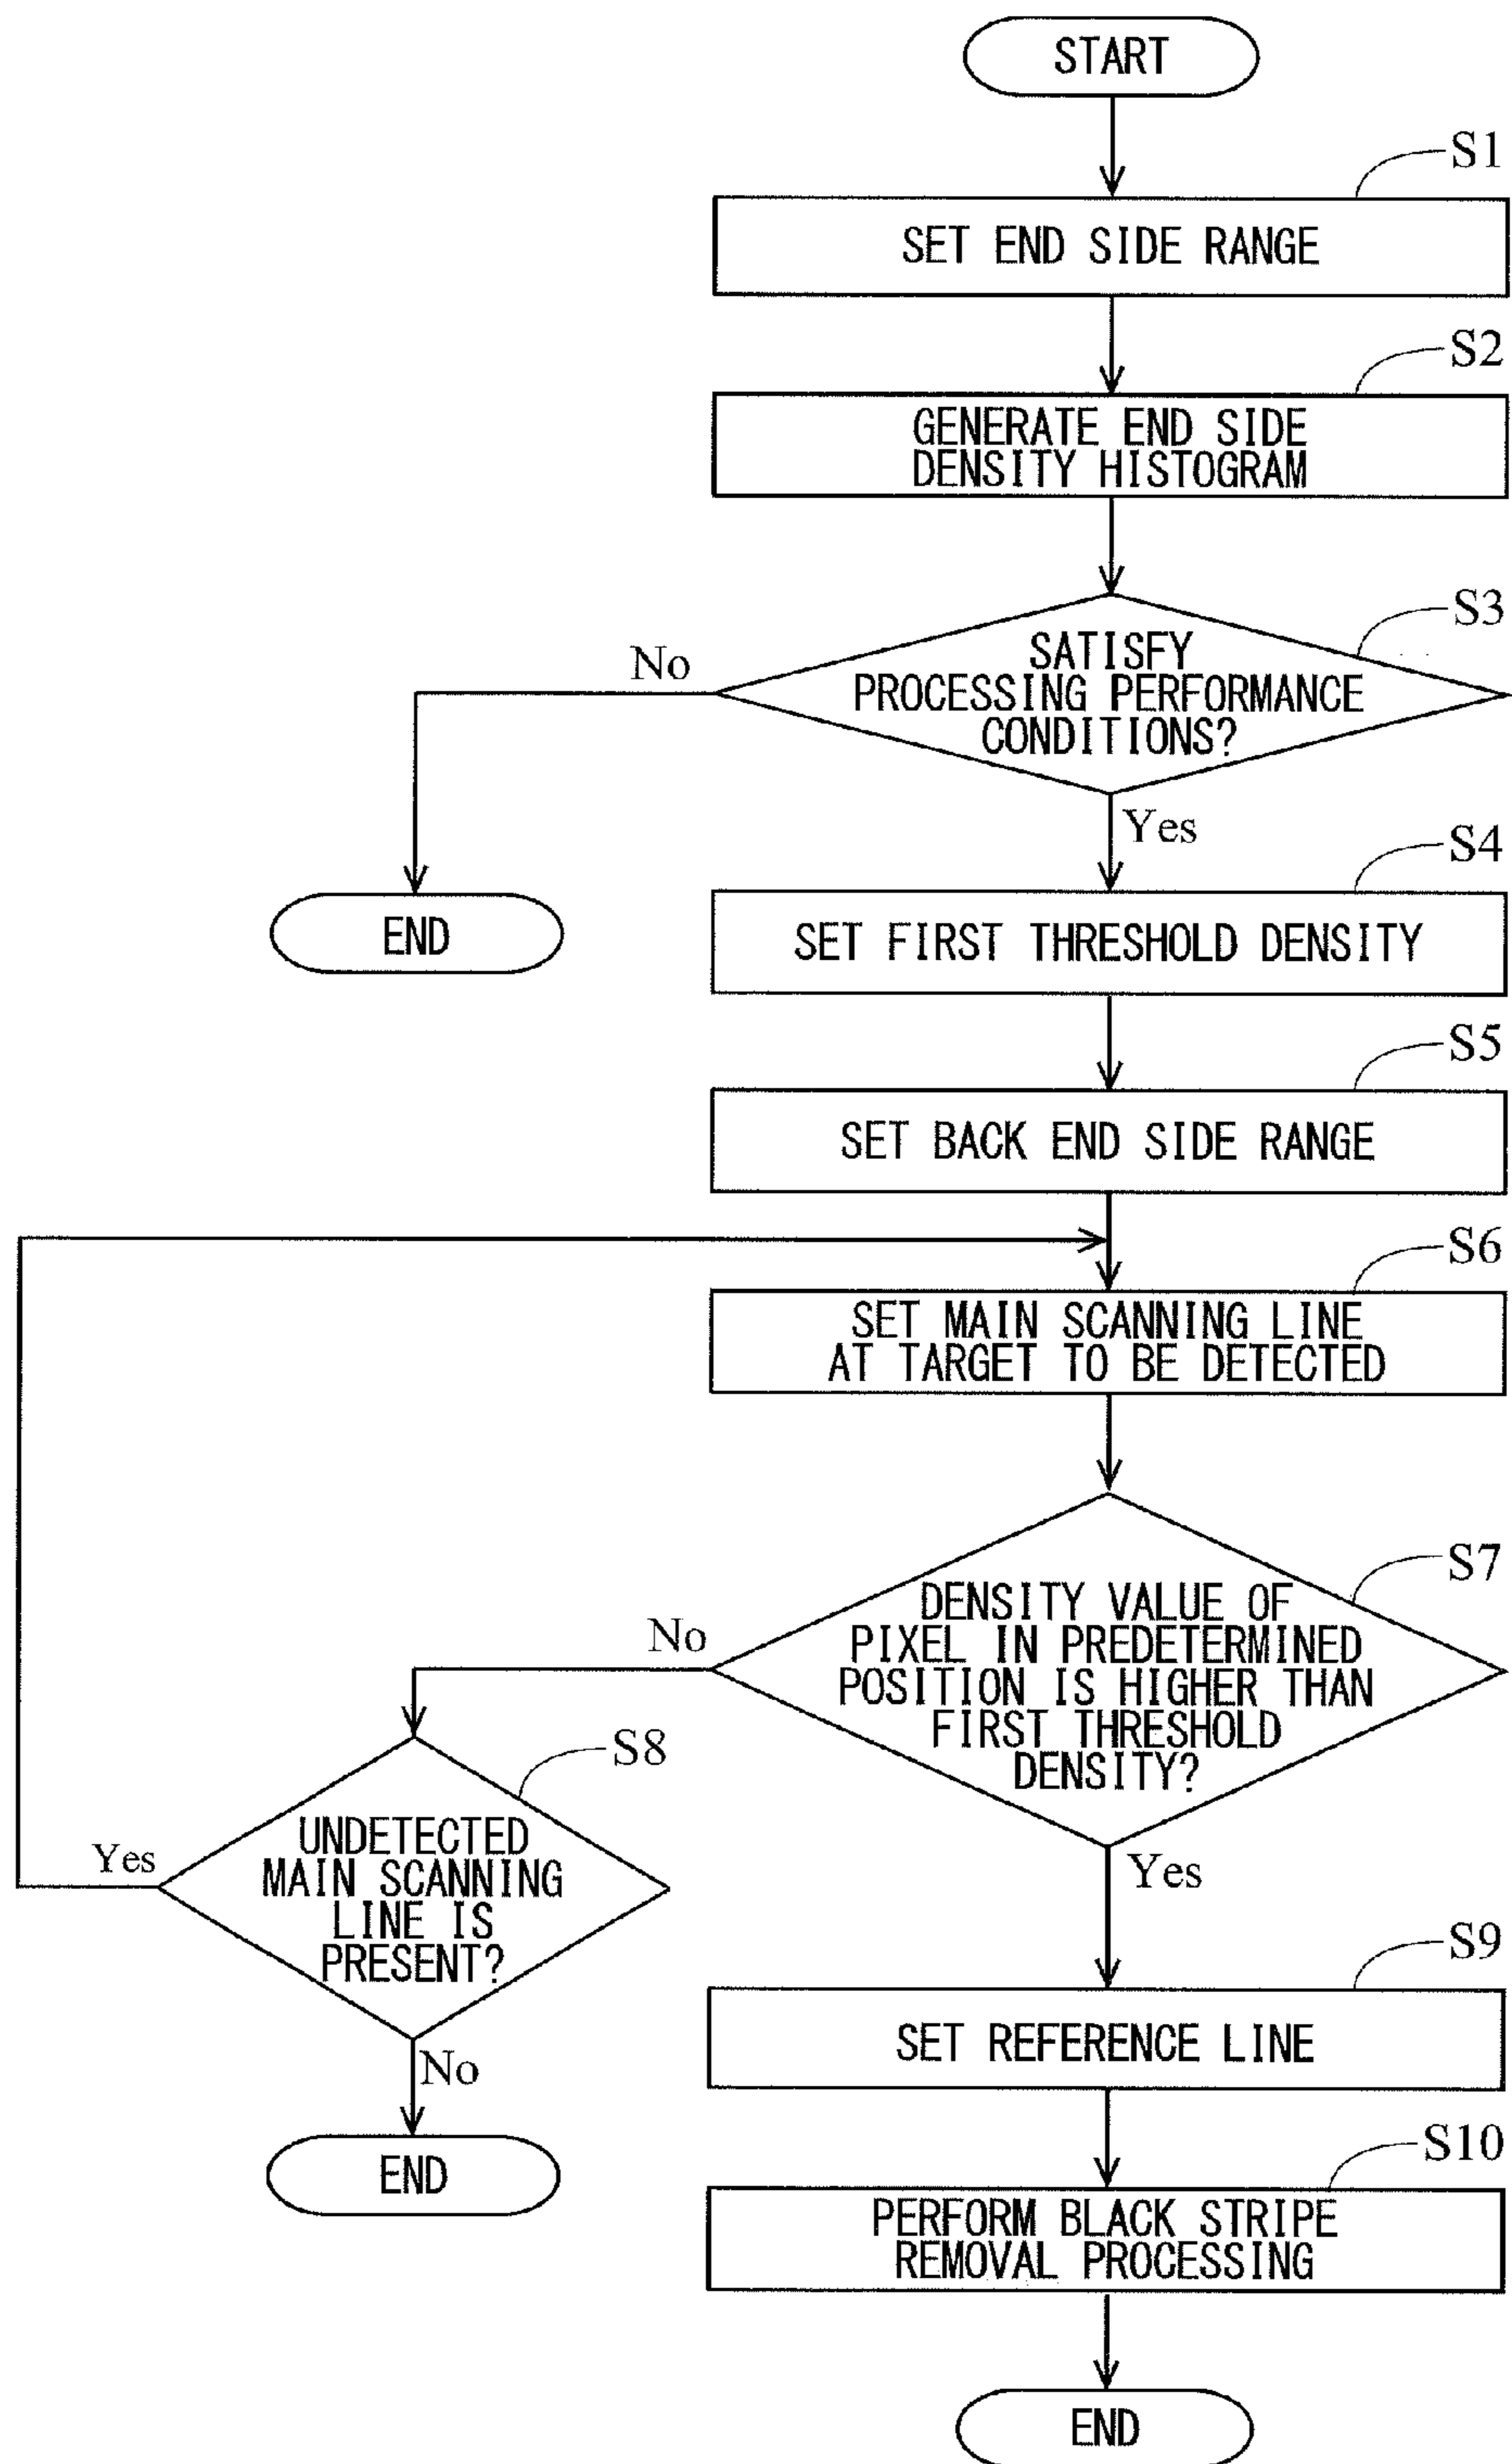 START
S1
SET END SIDE RANGE
S2
GENERATE END SIDE
DENSITY HISTOGRAM
S3
SATISFY
PROCESSING PERFORMANCE
CONDITIONS?
No
Yes
END
S4
SET FIRST THRESHOLD DENSITY
S5
SET BACK END SIDE RANGE
S6
SET MAIN SCANNING LINE
AT TARGET TO BE DETECTED
S7
DENSITY VALUE OF
PIXEL IN PREDETERMINED
POSITION IS HIGHER THAN
FIRST THRESHOLD
DENSITY?
No
Yes
S8
UNDETECTED
MAIN SCANNING
LINE IS
PRESENT?
Yes
No
END
S9
SET REFERENCE LINE
S10
PERFORM BLACK STRIPE
REMOVAL PROCESSING
END